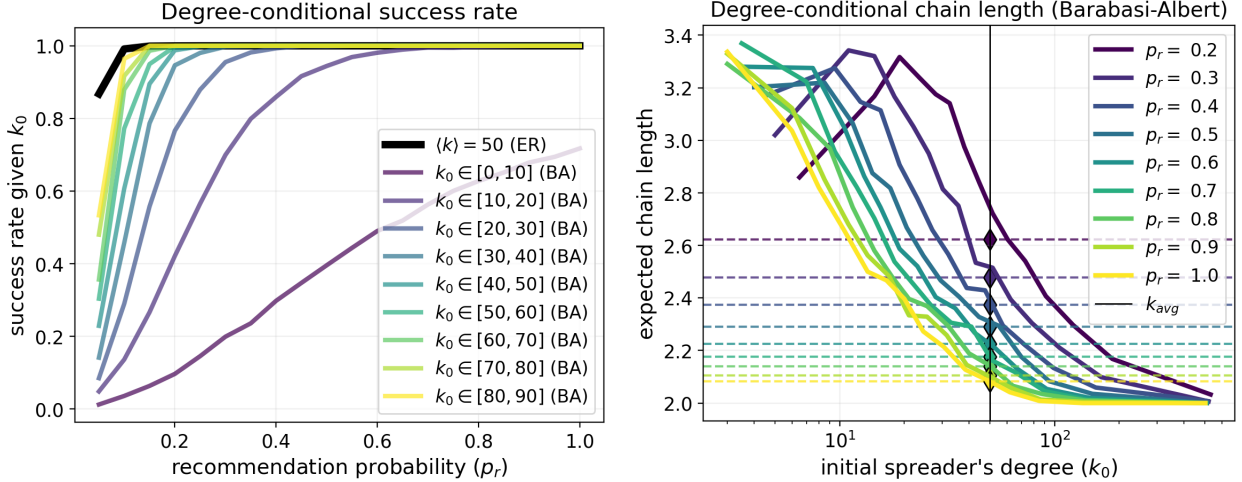 Degree-conditional success rate
success rate given k₀
1.0
0.8
0.6
0.4
0.2
0.0
⟨k⟩ = 50 (ER)
k₀ ∈ [0, 10] (BA)
k₀ ∈ [10, 20] (BA)
k₀ ∈ [20, 30] (BA)
k₀ ∈ [30, 40] (BA)
k₀ ∈ [40, 50] (BA)
k₀ ∈ [50, 60] (BA)
k₀ ∈ [60, 70] (BA)
k₀ ∈ [70, 80] (BA)
k₀ ∈ [80, 90] (BA)
0.2 0.4 0.6 0.8 1.0
recommendation probability (pᵣ)
Degree-conditional chain length (Barabasi-Albert)
expected chain length
3.4
3.2
3.0
2.8
2.6
2.4
2.2
2.0
pᵣ = 0.2
pᵣ = 0.3
pᵣ = 0.4
pᵣ = 0.5
pᵣ = 0.6
pᵣ = 0.7
pᵣ = 0.8
pᵣ = 0.9
pᵣ = 1.0
k_avg
10¹ 10²
initial spreader's degree (k₀)